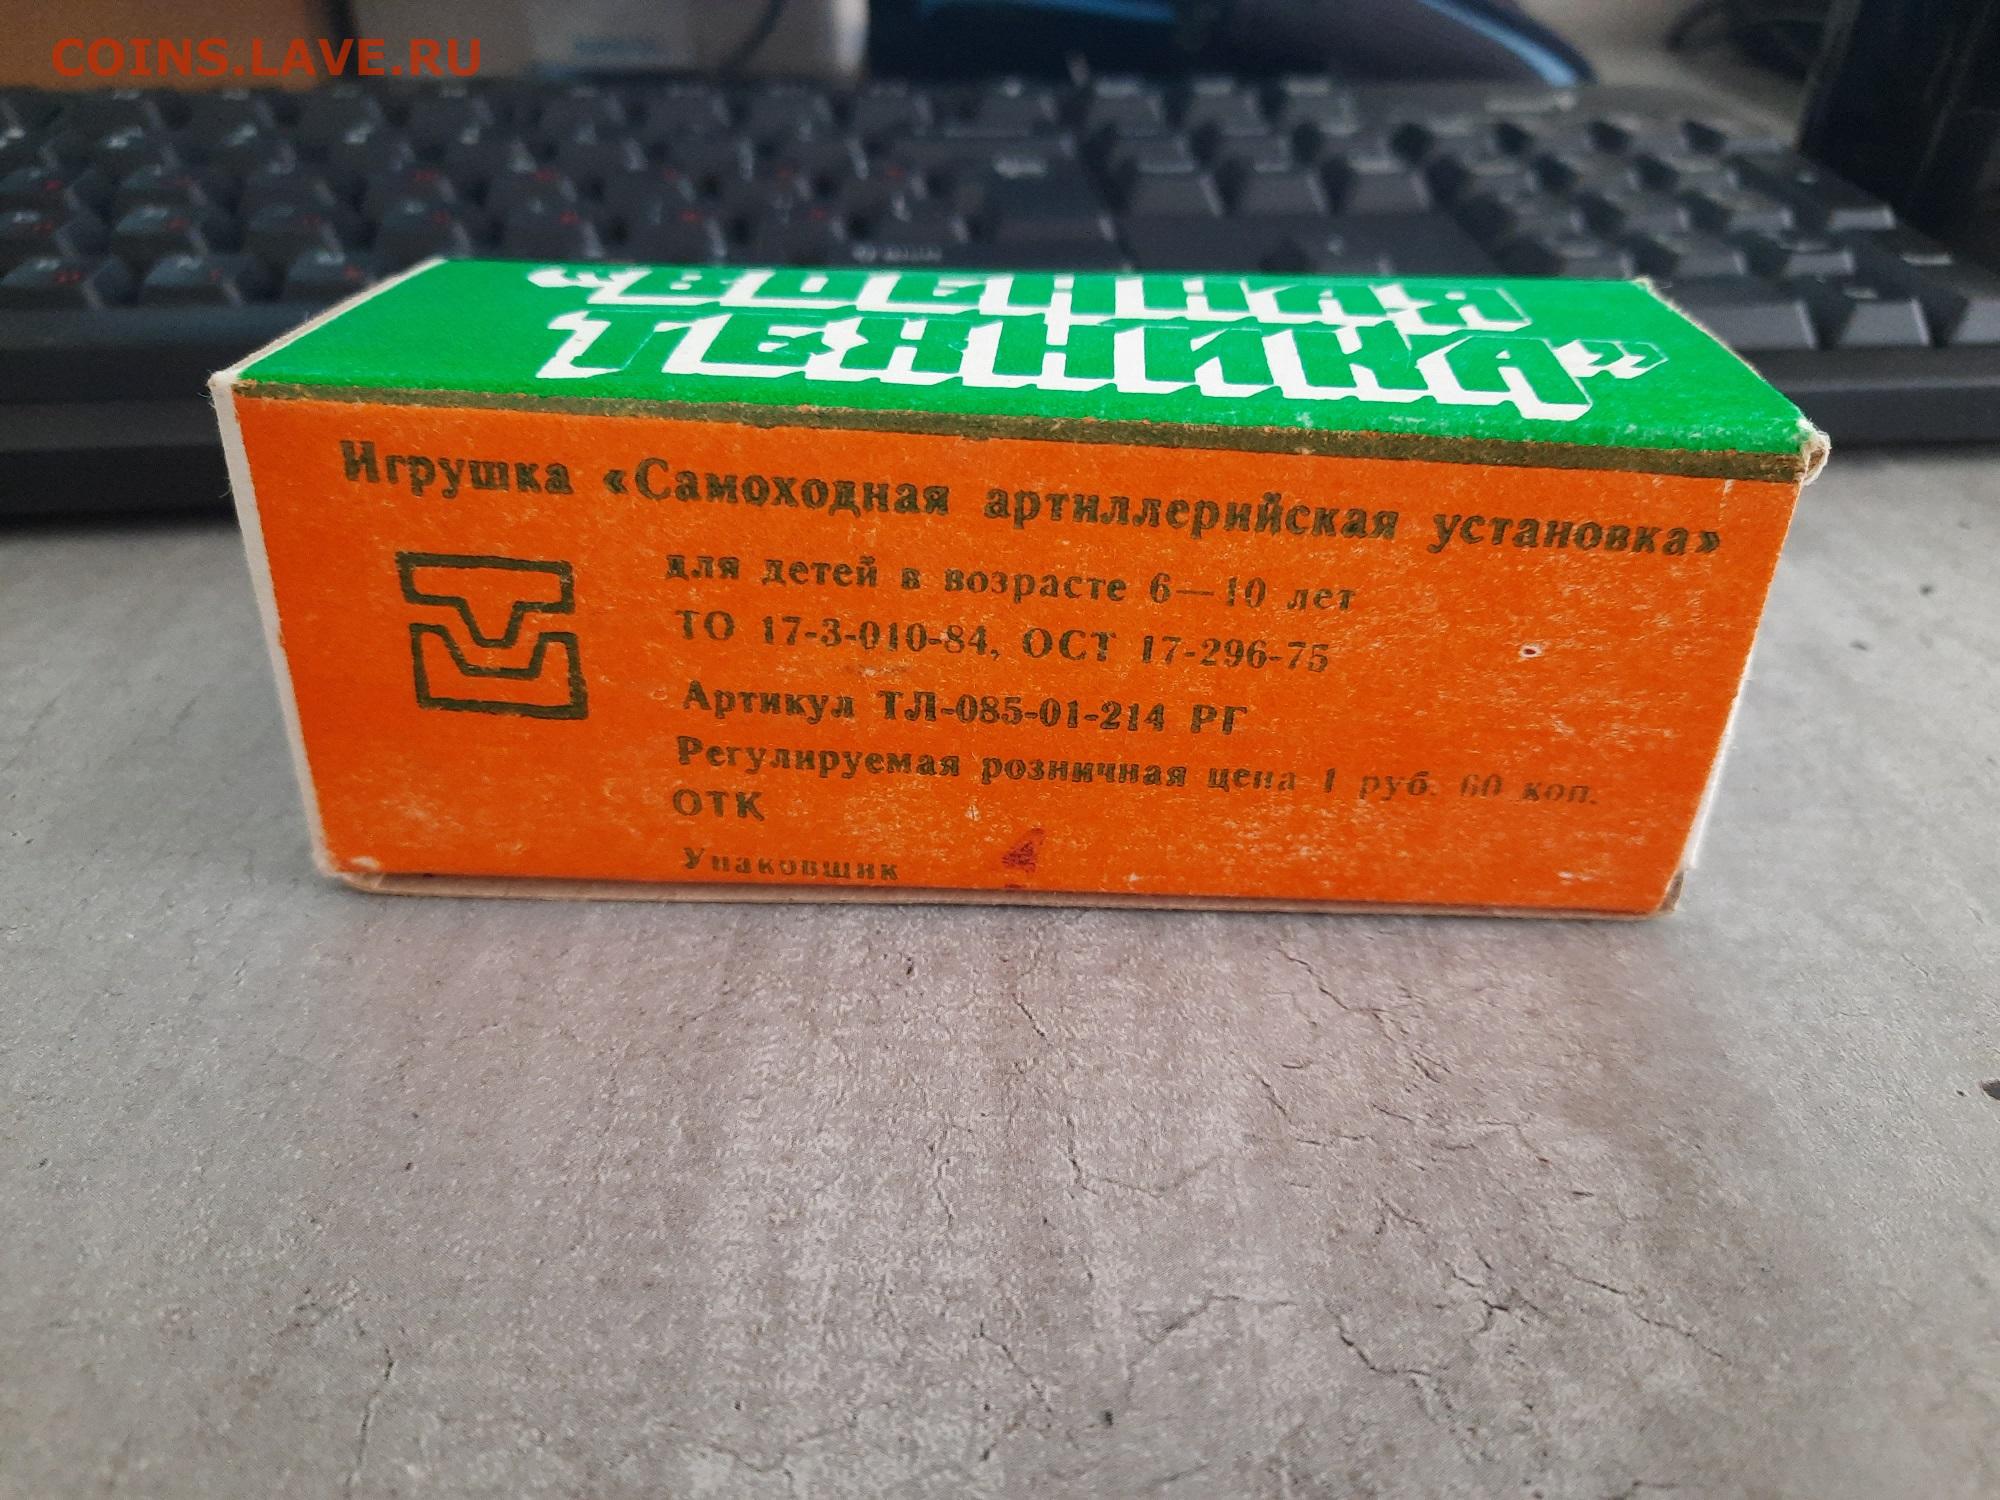 COINS.LAVE.RU
«Техника
военная»
Игрушка «Самоходная артиллерийская установка»
для детей в возрасте 6—10 лет
ТО 17-3-010-84, ОСТ 17-296-75
Артикул ТЛ-085-01-214 РГ
Регулируемая розничная цена 1 руб. 60 коп.
ОТК
Упаковщик